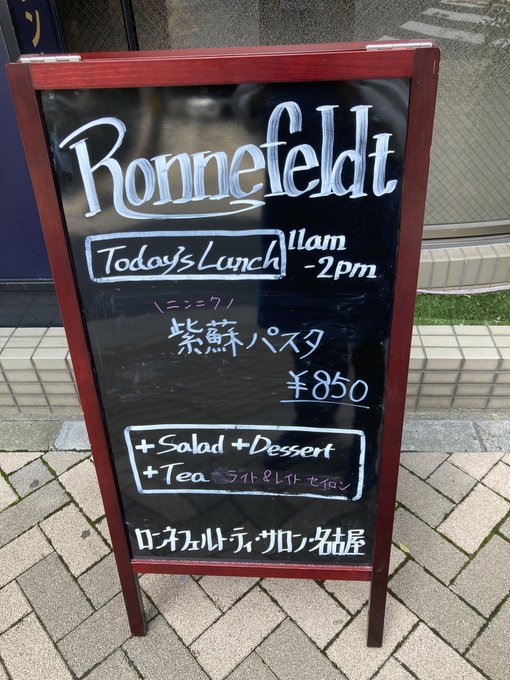 Ronnefeldt
Today's Lunch 11am
-2pm
\ニンニク/
紫蘇パスタ
¥850
+Salad +Dessert
+Tea ライト&レイト セイロン
ロンネフェルト・ティ・サロン・名古屋
ン